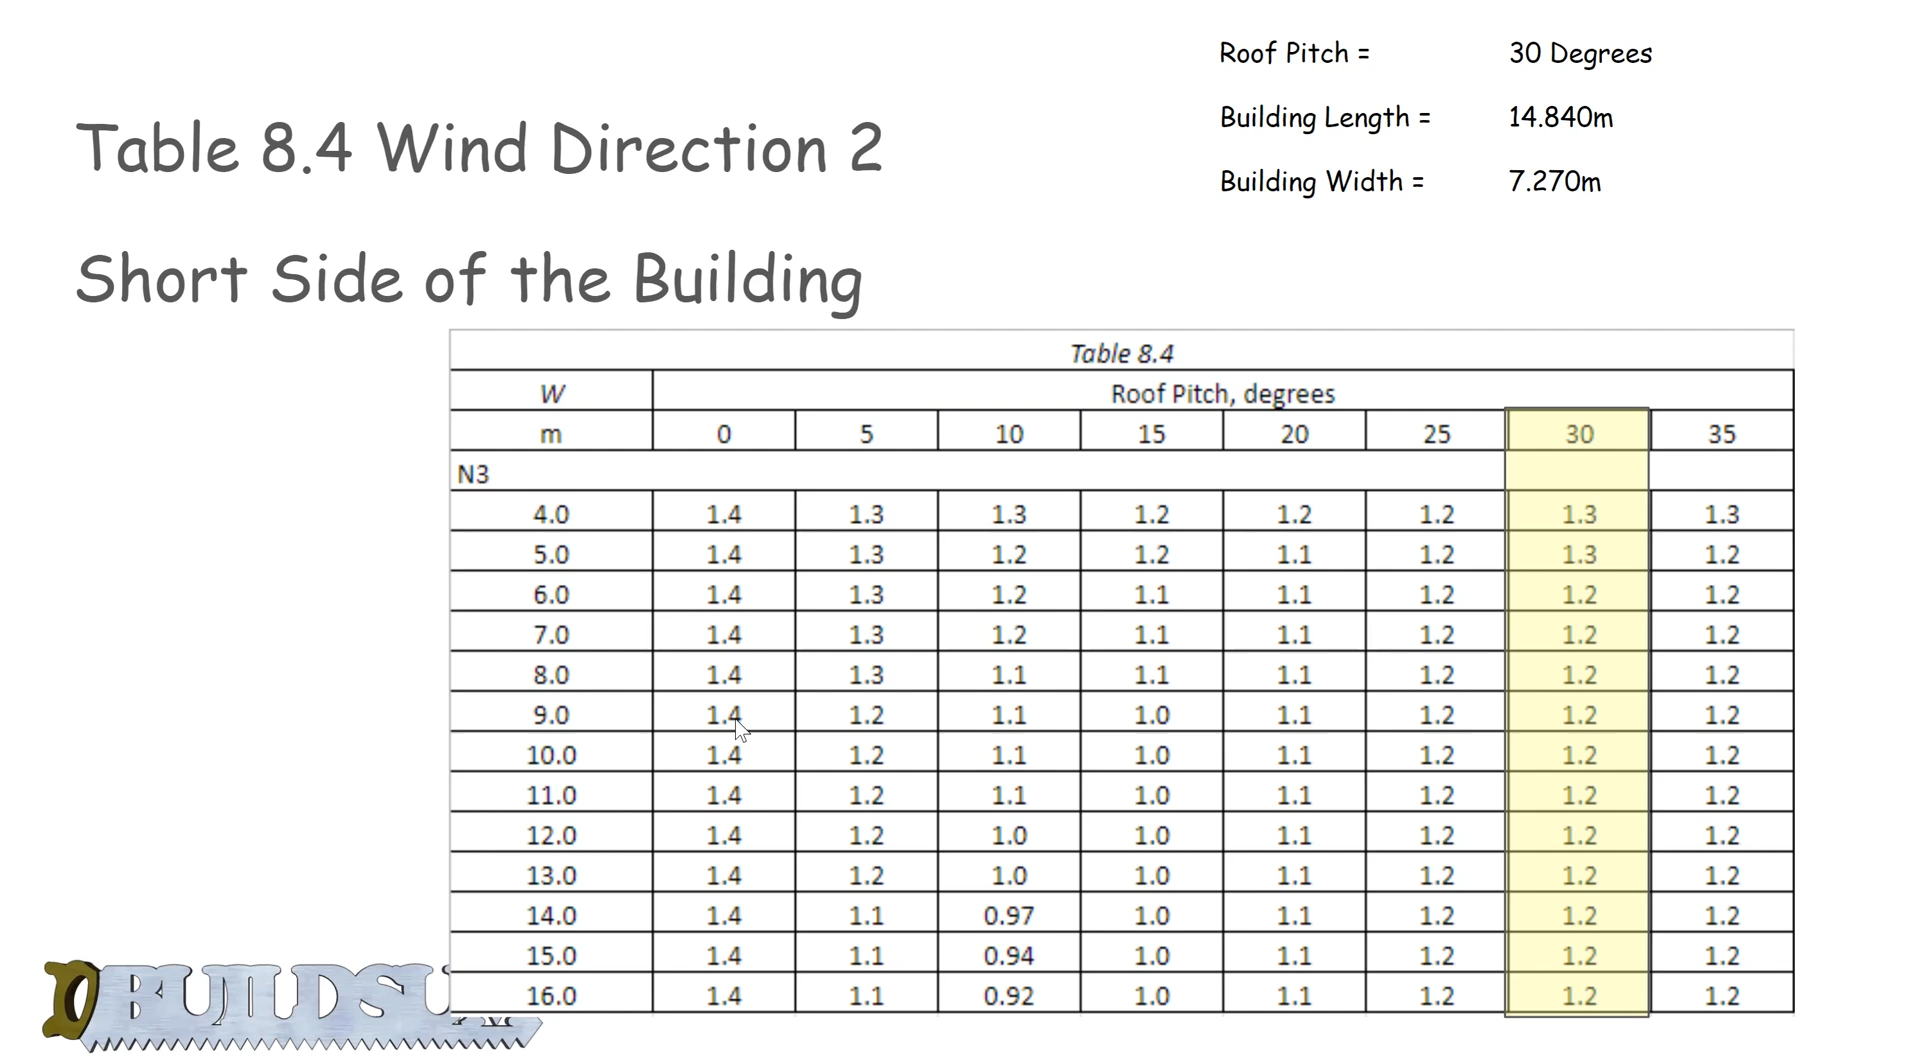 Roof Pitch = 30 Degrees
Building Length = 14.840m
Building Width = 7.270m
Table 8.4 Wind Direction 2
Short Side of the Building
Table 8.4
W Roof Pitch, degrees
m 0 5 10 15 20 25 30 35
N3
4.0 1.4 1.3 1.3 1.2 1.2 1.2 1.3 1.3
5.0 1.4 1.3 1.2 1.2 1.1 1.2 1.3 1.2
6.0 1.4 1.3 1.2 1.1 1.1 1.2 1.2 1.2
7.0 1.4 1.3 1.2 1.1 1.1 1.2 1.2 1.2
8.0 1.4 1.3 1.1 1.1 1.1 1.2 1.2 1.2
9.0 1.4 1.2 1.1 1.0 1.1 1.2 1.2 1.2
10.0 1.4 1.2 1.1 1.0 1.1 1.2 1.2 1.2
11.0 1.4 1.2 1.1 1.0 1.1 1.2 1.2 1.2
12.0 1.4 1.2 1.0 1.0 1.1 1.2 1.2 1.2
13.0 1.4 1.2 1.0 1.0 1.1 1.2 1.2 1.2
14.0 1.4 1.1 0.97 1.0 1.1 1.2 1.2 1.2
15.0 1.4 1.1 0.94 1.0 1.1 1.2 1.2 1.2
16.0 1.4 1.1 0.92 1.0 1.1 1.2 1.2 1.2